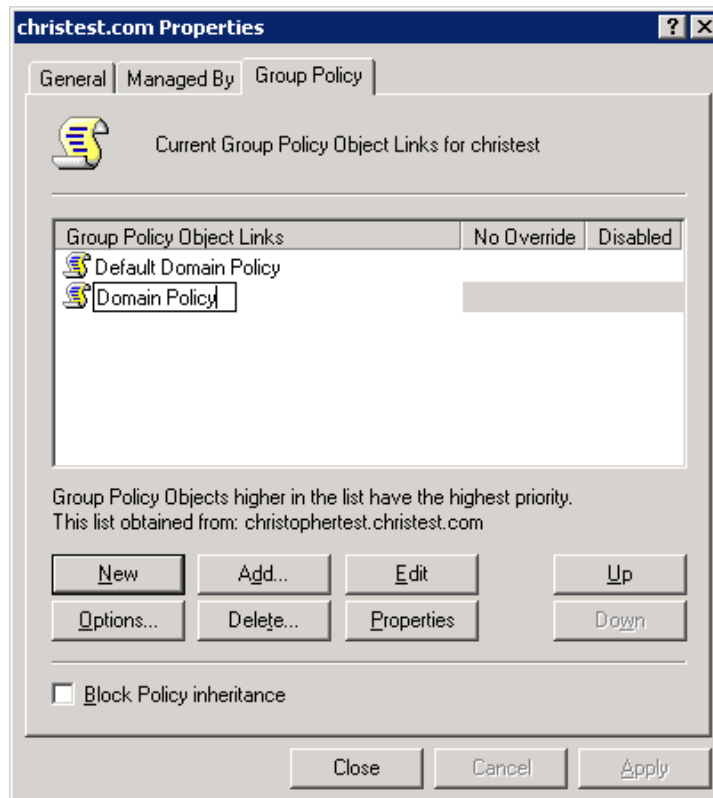 christest.com Properties
General Managed By Group Policy
Current Group Policy Object Links for christest
Group Policy Object Links No Override Disabled
Default Domain Policy
Domain Policy
Group Policy Objects higher in the list have the highest priority.
This list obtained from: christophertest.christest.com
New Add... Edit Up
Options... Delete... Properties Down
Block Policy inheritance
Close Cancel Apply